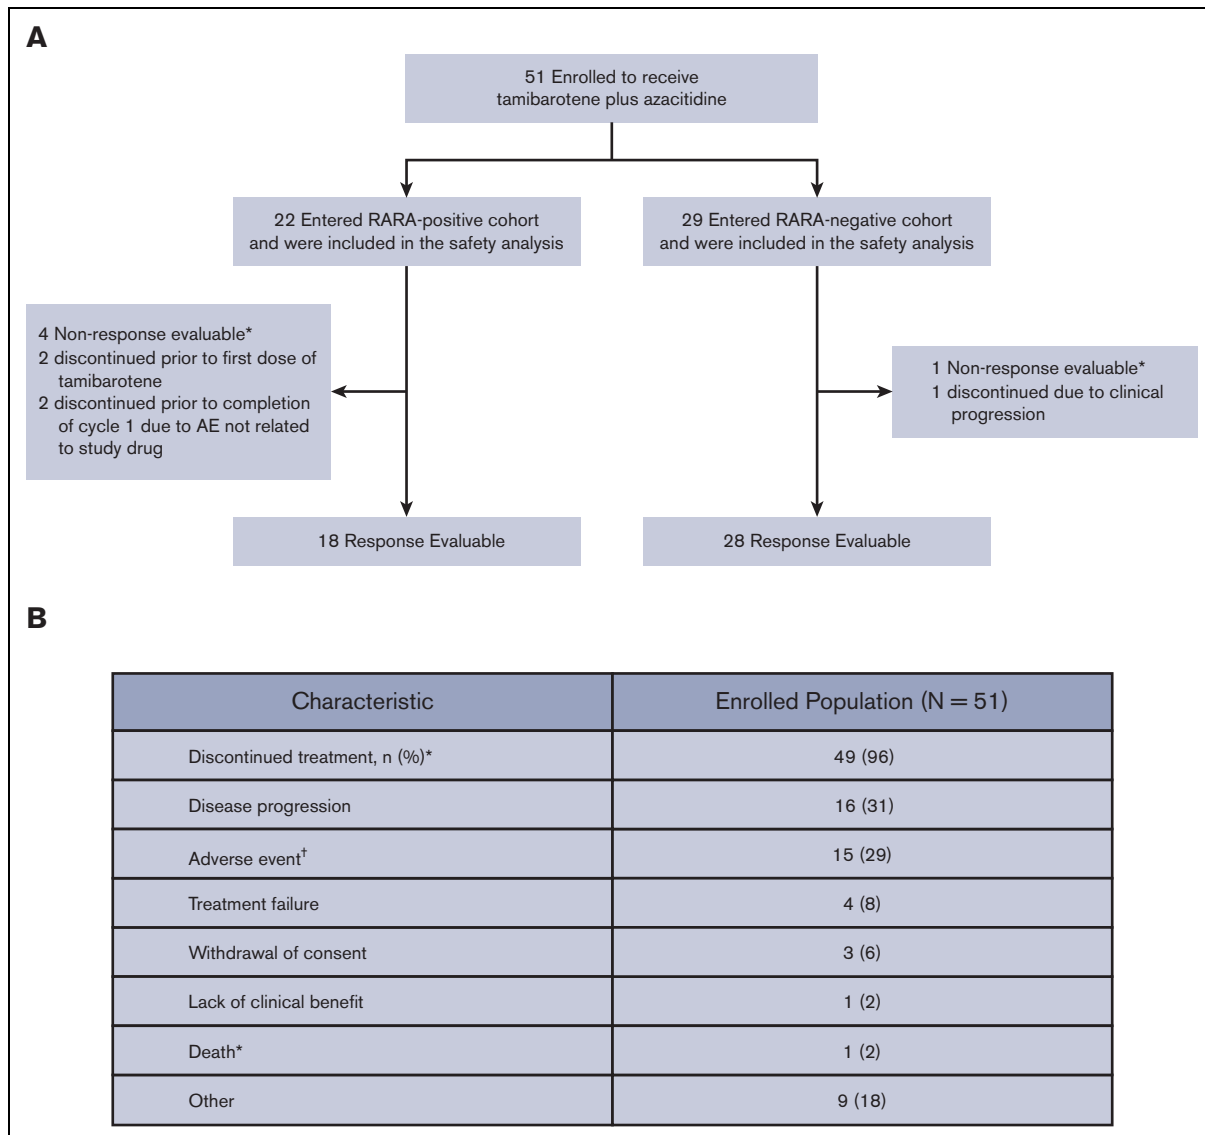 A
51 Enrolled to receive
tamibarotene plus azacitidine
22 Entered RARA-positive cohort
and were included in the safety analysis
29 Entered RARA-negative cohort
and were included in the safety analysis
4 Non-response evaluable*
2 discontinued prior to first dose of
tamibarotene
2 discontinued prior to completion
of cycle 1 due to AE not related
to study drug
1 Non-response evaluable*
1 discontinued due to clinical
progression
18 Response Evaluable
28 Response Evaluable
B
Characteristic Enrolled Population (N = 51)
Discontinued treatment, n (%)* 49 (96)
Disease progression 16 (31)
Adverse event† 15 (29)
Treatment failure 4 (8)
Withdrawal of consent 3 (6)
Lack of clinical benefit 1 (2)
Death* 1 (2)
Other 9 (18)